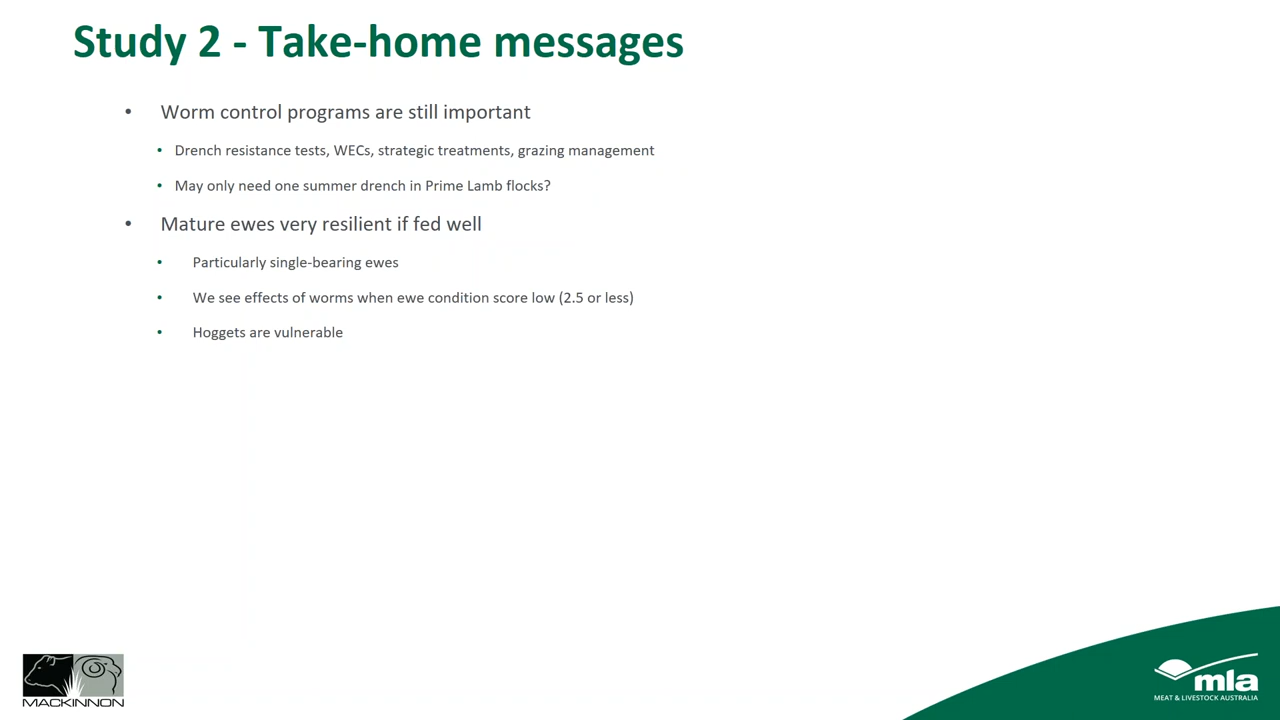 Study 2 - Take-home messages
• Worm control programs are still important
• Drench resistance tests, WECs, strategic treatments, grazing management
• May only need one summer drench in Prime Lamb flocks?
• Mature ewes very resilient if fed well
• Particularly single-bearing ewes
• We see effects of worms when ewe condition score low (2.5 or less)
• Hoggets are vulnerable
MACKINNON
mla
MEAT & LIVESTOCK AUSTRALIA